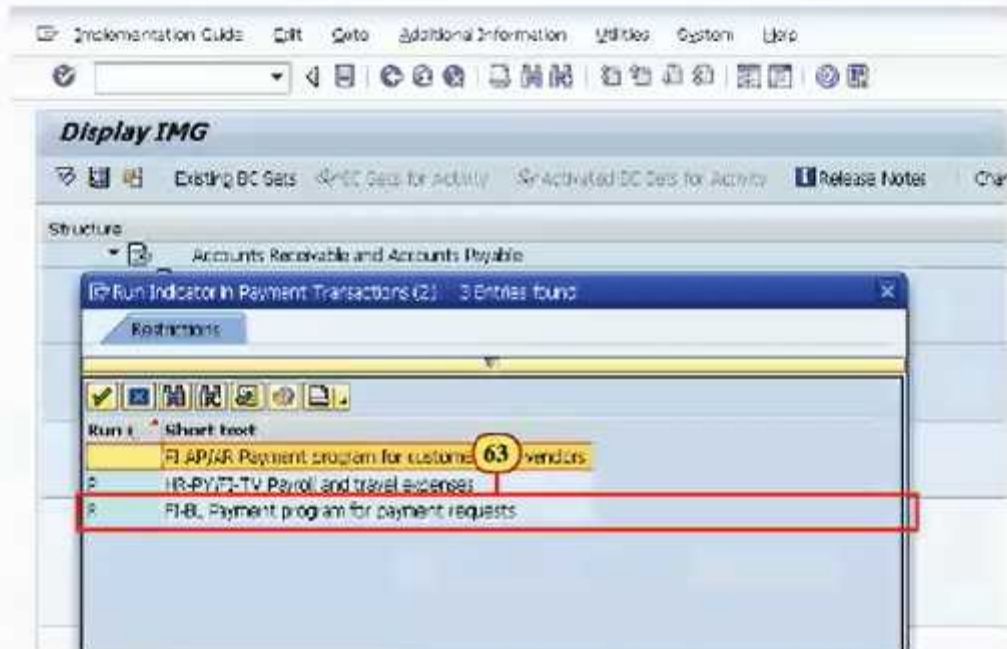 Implementation Guide Edit Goto Additional Information Utilities System Help
Display IMG
Existing BC Sets BC Sets for Activity Activated BC Sets for Activity Release Notes
Structure
Accounts Receivable and Accounts Payable
Run Indicator in Payment Transactions (2) 3 Entries found
Restrictions
Run Short text
FI-AP/AR Payment program for vendors
63
HR-PY/FI-TV Payroll and travel expenses
FI-BL Payment program for payment requests